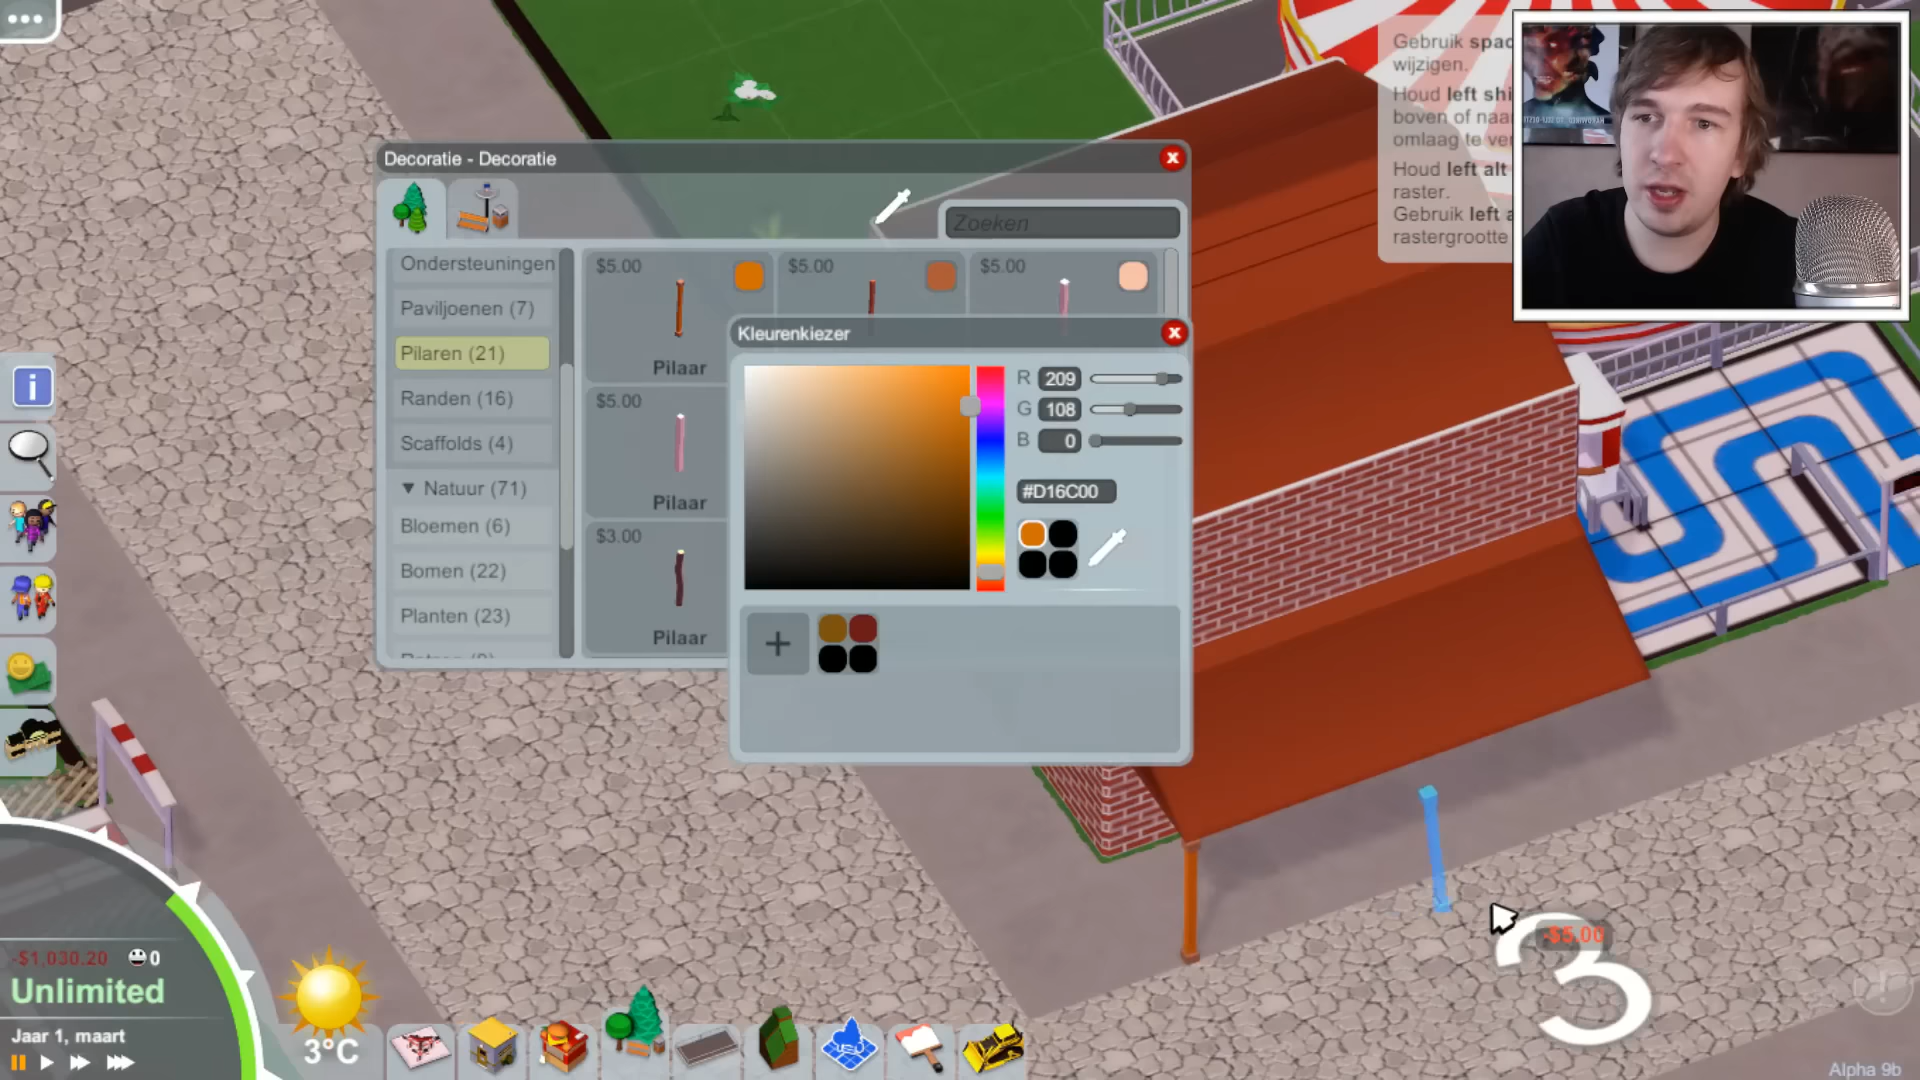 Gebruik spac
wijzigen.
Houd left shi
boven of naar
omlaag te ver
Houd left alt
raster.
Gebruik left a
rastergrootte
Decoratie - Decoratie
Zoeken
Ondersteuningen
Paviljoenen (7)
Pilaren (21)
Randen (16)
Scaffolds (4)
▼ Natuur (71)
Bloemen (6)
Bomen (22)
Planten (23)
$5.00
$5.00
$5.00
Pilaar
$5.00
Pilaar
$3.00
Pilaar
Kleurenkiezer
R 209
G 108
B 0
#D16C00
+
-$5.00
3
-$1,030.20
0
Unlimited
Jaar 1, maart
3°C
Alpha 9b